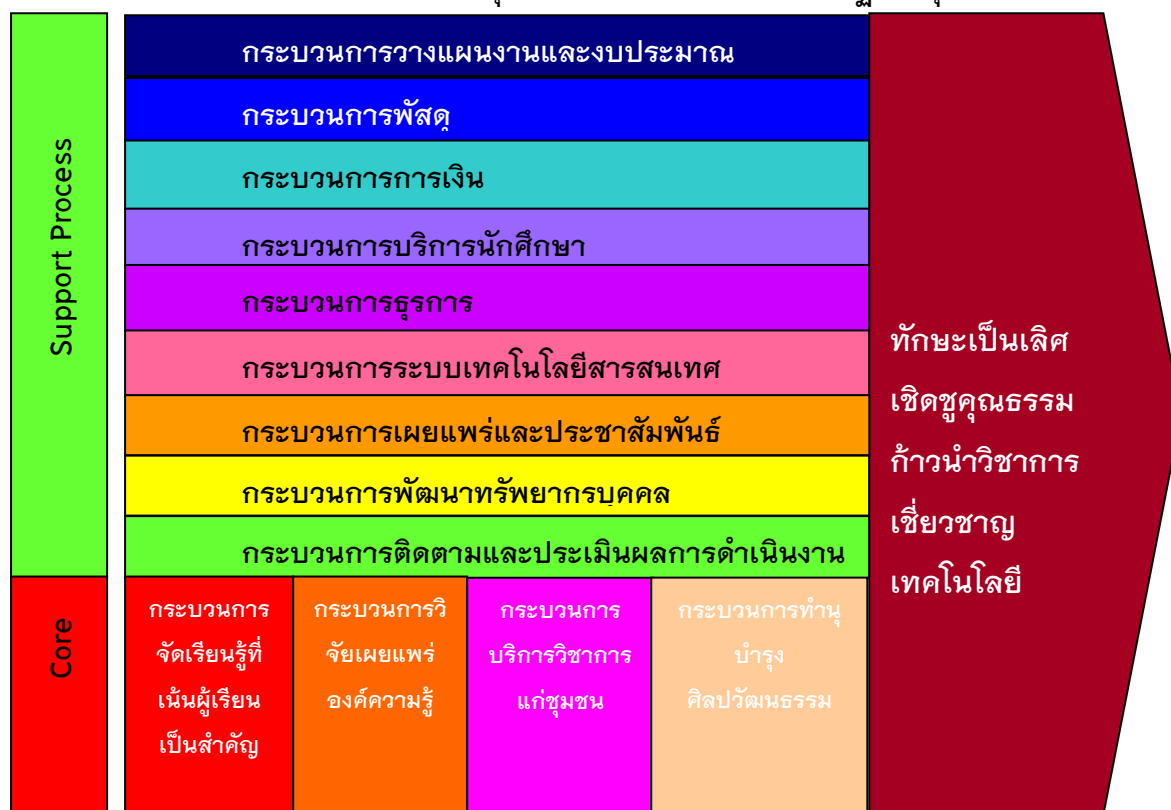 Support Process
กระบวนการวางแผนงานและงบประมาณ
กระบวนการพัสดุ
กระบวนการการเงิน
กระบวนการบริการนักศึกษา
กระบวนการธุรการ
กระบวนการระบบเทคโนโลยีสารสนเทศ
กระบวนการเผยแพร่และประชาสัมพันธ์
กระบวนการพัฒนาทรัพยากรบุคคล
กระบวนการติดตามและประเมินผลการดำเนินงาน
Core
กระบวนการ
จัดเรียนรู้ที่
เน้นผู้เรียน
เป็นสำคัญ
กระบวนการวิ
จัยเผยแพร่
องค์ความรู้
กระบวนการ
บริการวิชาการ
แก่ชุมชน
กระบวนการทำนุ
บำรุง
ศิลปวัฒนธรรม
ทักษะเป็นเลิศ
เชิดชูคุณธรรม
ก้าวนำวิชาการ
เชี่ยวชาญ
เทคโนโลยี